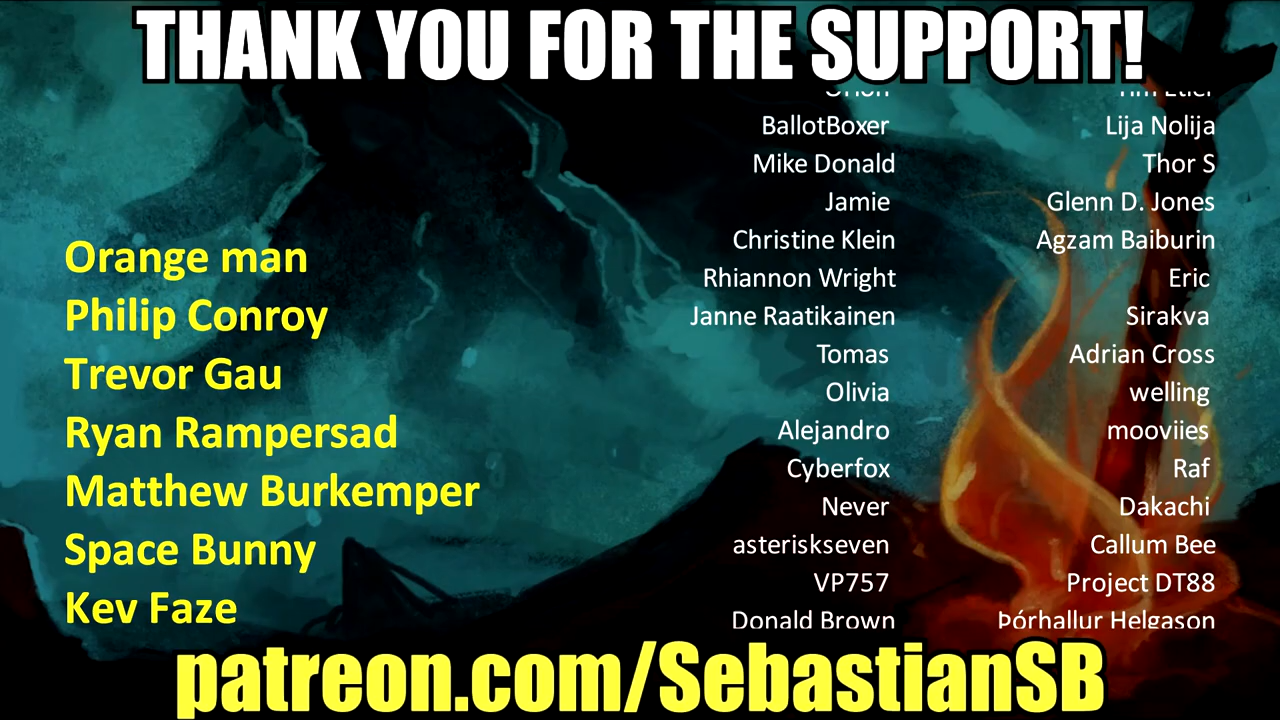 THANK YOU FOR THE SUPPORT!
Orange man
Philip Conroy
Trevor Gau
Ryan Rampersad
Matthew Burkemper
Space Bunny
Kev Faze
BallotBoxer
Mike Donald
Jamie
Christine Klein
Rhiannon Wright
Janne Raatikainen
Tomas
Olivia
Alejandro
Cyberfox
Never
asteriskseven
VP757
Donald Brown
Lija Nolija
Thor S
Glenn D. Jones
Agzam Baiburin
Eric
Sirakva
Adrian Cross
welling
mooviies
Raf
Dakachi
Callum Bee
Project DT88
Þórhallur Helgason
patreon.com/SebastianSB